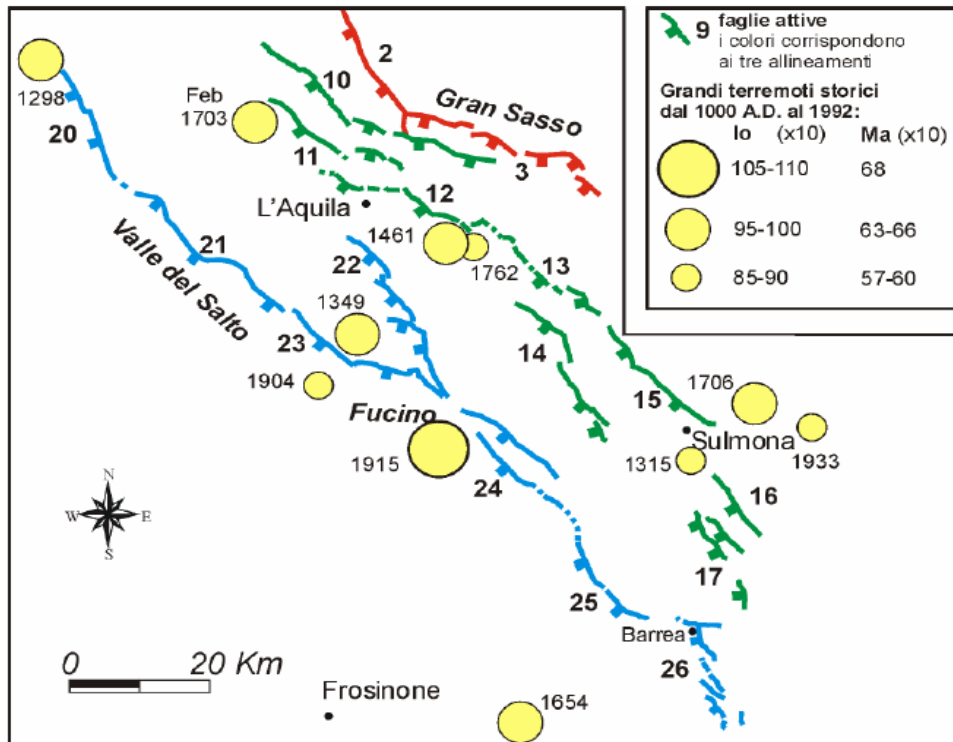 9 faglie attive
i colori corrispondono
ai tre allineamenti
Grandi terremoti storici
dal 1000 A.D. al 1992:
Io (x10) Ma (x10)
105-110 68
95-100 63-66
85-90 57-60
2
10
Gran Sasso
1298
Feb
1703
20
11
3
12
L'Aquila
1461
1762
13
21
22
Valle del Salto
1349
23
14
1904
Fucino
15
1706
Sulmona
1933
1915
1315
24
16
N
W E
S
17
25
Barrea
26
0 20 Km
Frosinone
1654